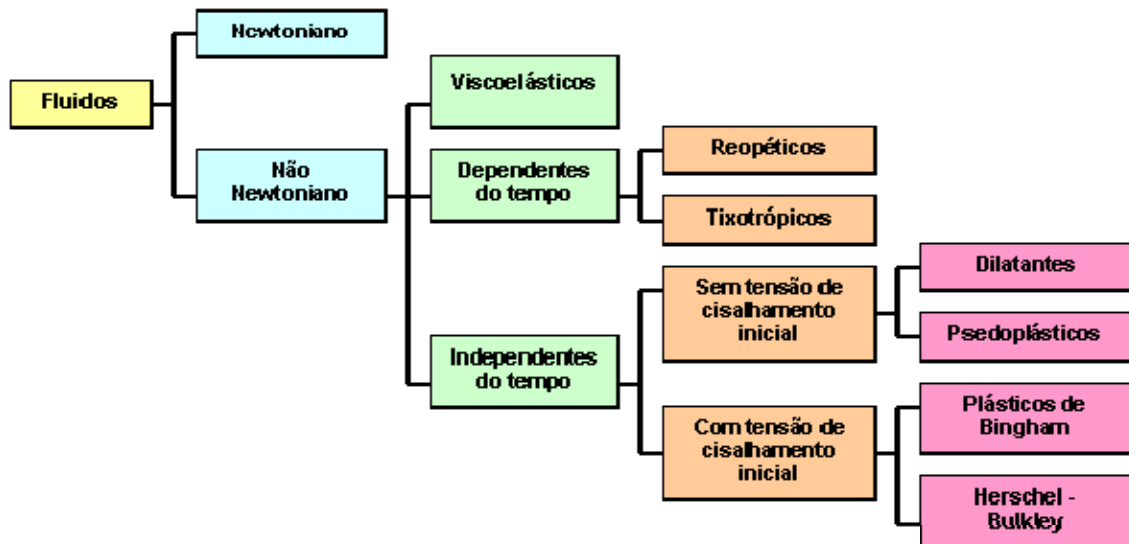 Newtoniano
Fluidos
Viscoelásticos
Não
Newtoniano
Dependentes
do tempo
Reopéticos
Tixotrópicos
Independentes
do tempo
Sem tensão de
cisalhamento
inicial
Dilatantes
Psedoplásticos
Com tensão de
cisalhamento
inicial
Plásticos de
Bingham
Herschel -
Bulkley